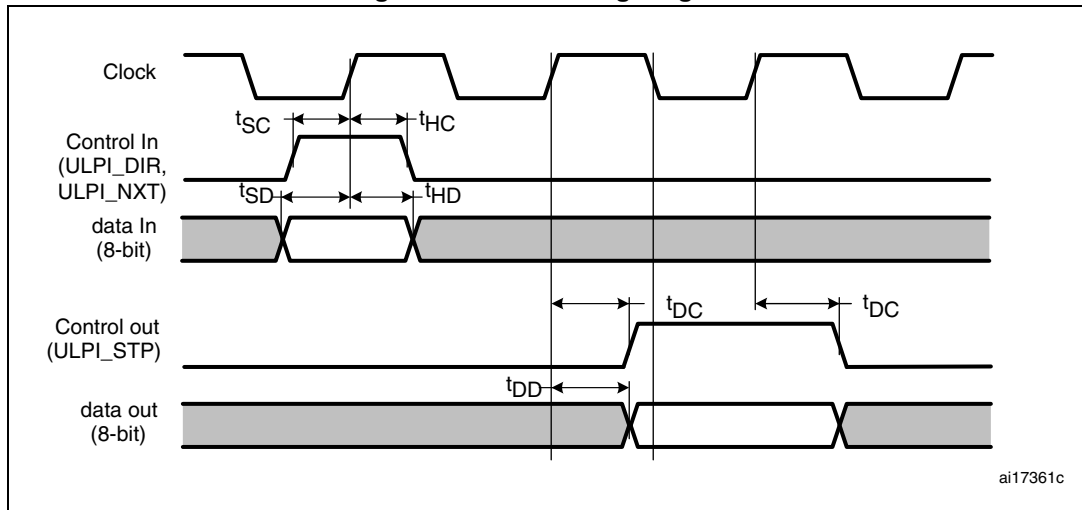 Clock
tSC
tHC
Control In
(ULPI_DIR,
ULPI_NXT)
tSD
tHD
data In
(8-bit)
tDC
tDC
Control out
(ULPI_STP)
tDD
data out
(8-bit)
ai17361c